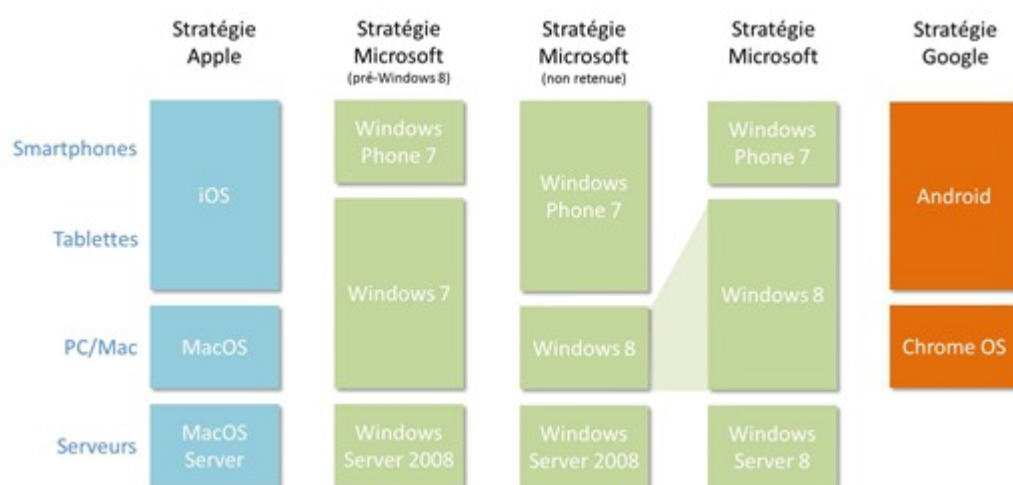 Stratégie
Apple
Stratégie
Microsoft
(pré-Windows 8)
Stratégie
Microsoft
(non retenue)
Stratégie
Microsoft
Stratégie
Google
Smartphones
Tablettes
PC/Mac
Serveurs
iOS
MacOS
MacOS
Server
Windows
Phone 7
Windows 7
Windows
Server 2008
Windows
Phone 7
Windows 8
Windows
Server 2008
Windows
Phone 7
Windows 8
Windows
Server 8
Android
Chrome OS